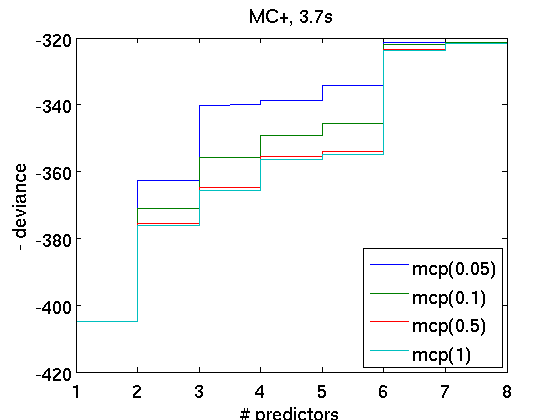 MC+, 3.7s
-320
-340
-360
-380
-400
-420
- deviance
mcp(0.05)
mcp(0.1)
mcp(0.5)
mcp(1)
1 2 3 4 5 6 7 8
# predictors